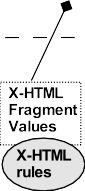 X-HTML
Fragment
Values
X-HTML
rules